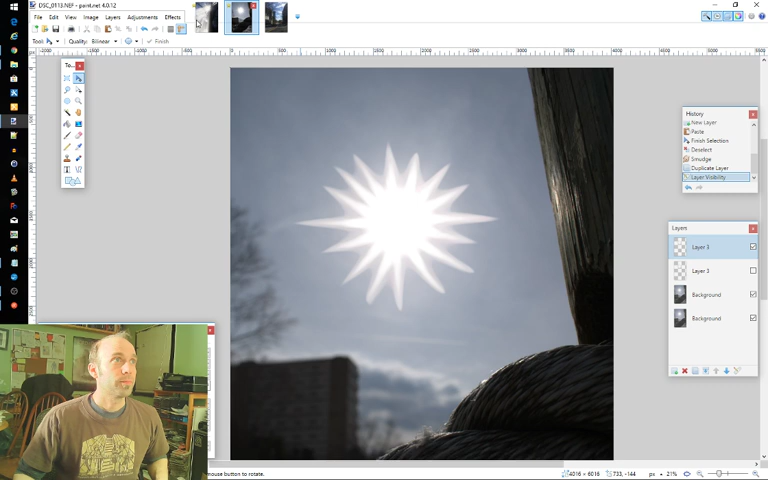 DSC_0113.NEF - paint.net 4.0.12
File Edit View Image Layers Adjustments Effects
Tool: Quality: Bilinear Finish
To...
History
New Layer
Paste
Finish Selection
Deselect
Smudge
Duplicate Layer
Layer Visibility
Layers
Layer 3
Layer 3
Background
Background
mouse button to rotate.
4016 × 6016
733, -144
px
21%